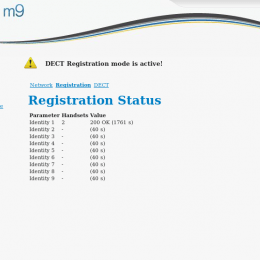 m9
DECT Registration mode is active!
Network Registration DECT
Registration Status
Parameter Handsets Value
Identity 1 2 200 OK (1761 s)
Identity 2 - (40 s)
Identity 3 - (40 s)
Identity 4 - (40 s)
Identity 5 - (40 s)
Identity 6 - (40 s)
Identity 7 - (40 s)
Identity 8 - (40 s)
Identity 9 - (40 s)